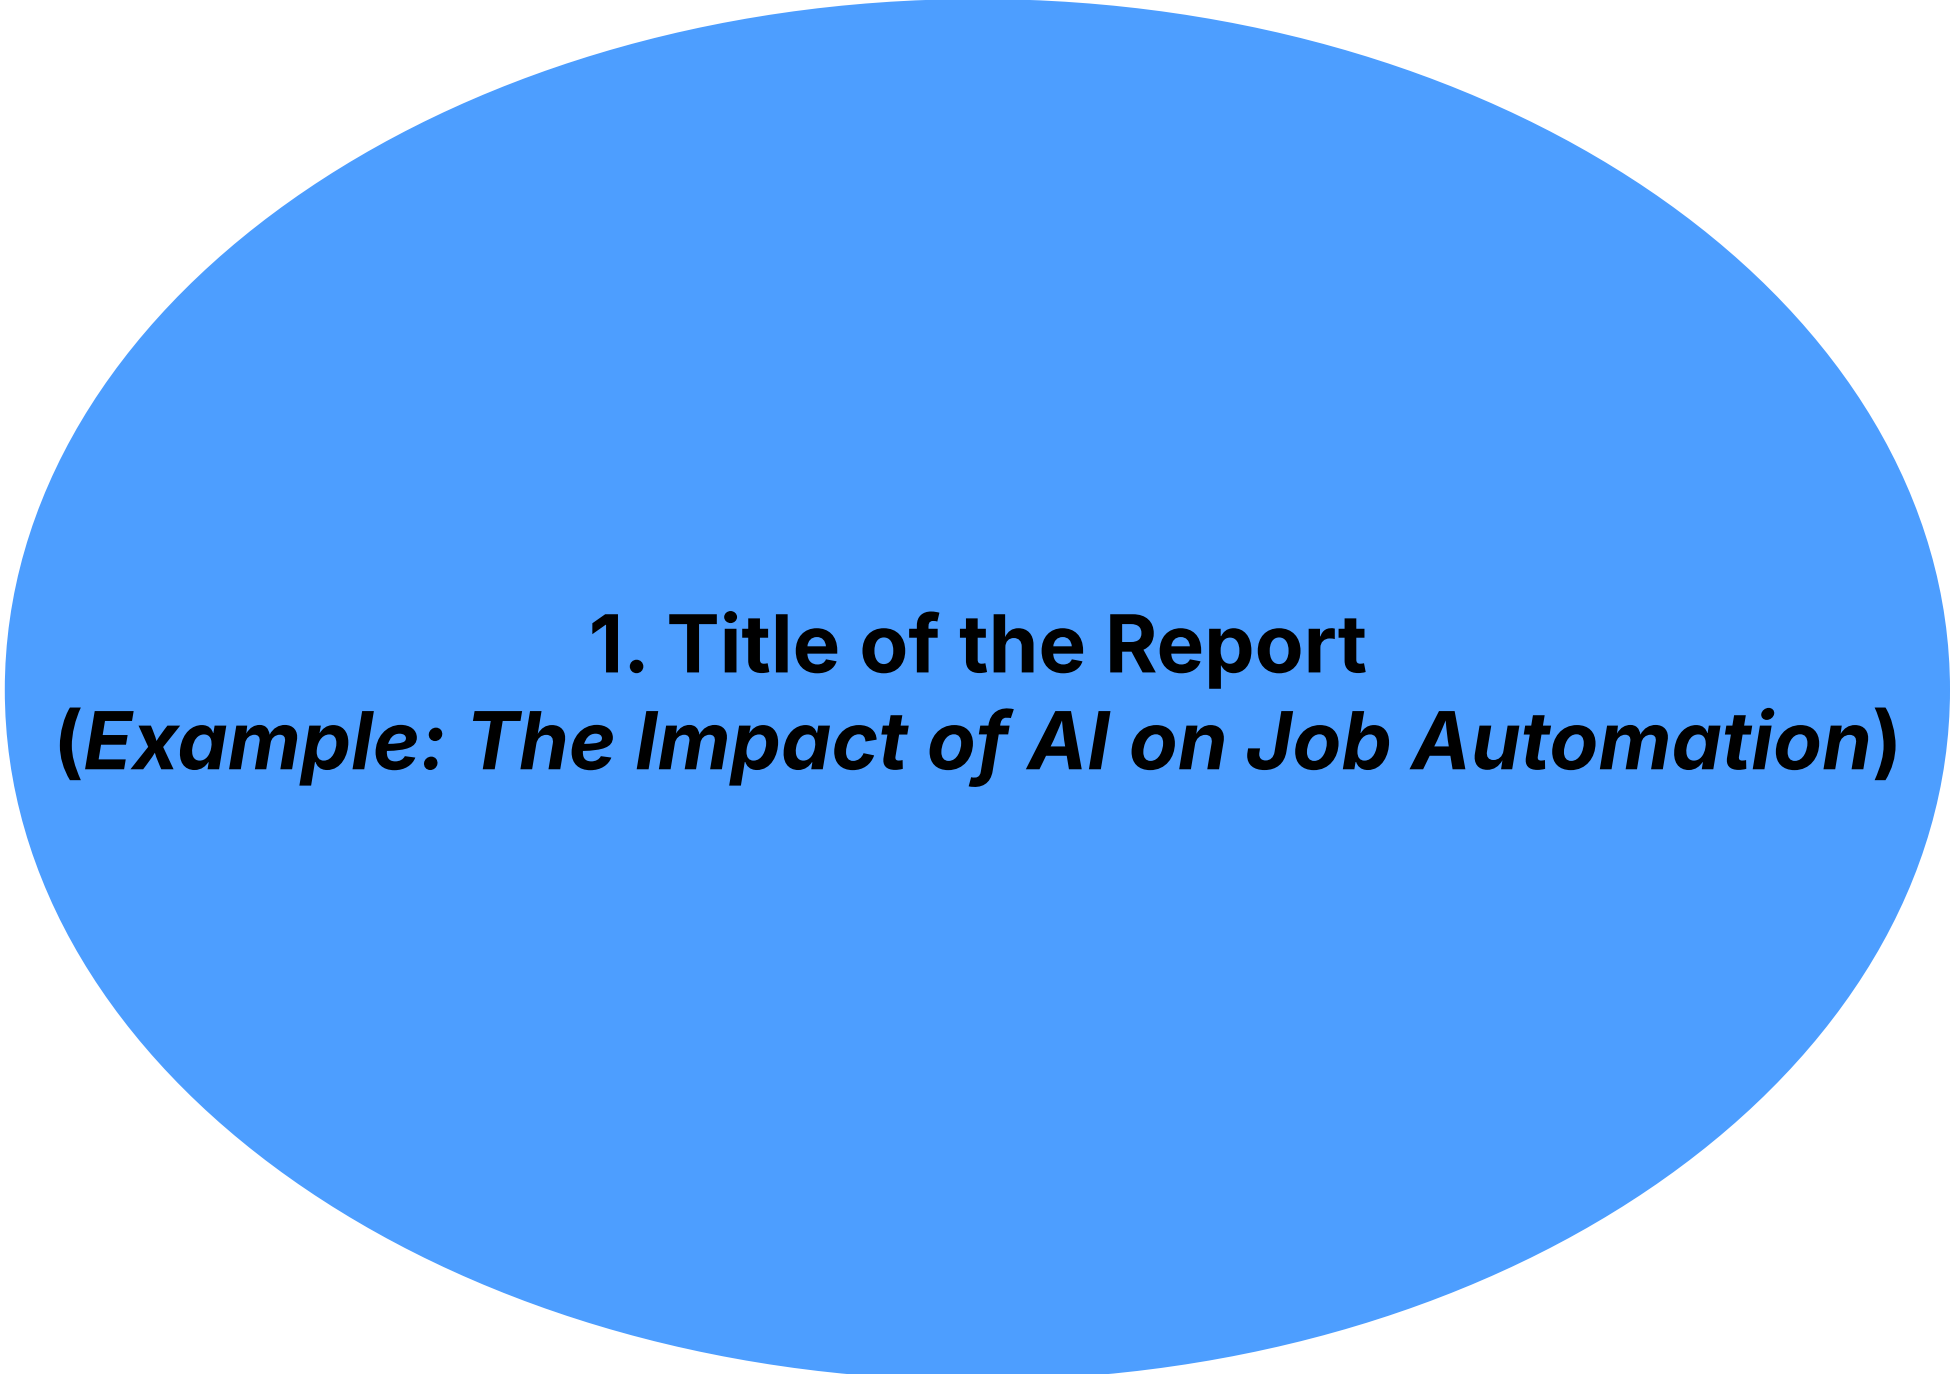 1. Title of the Report
(Example: The Impact of AI on Job Automation)